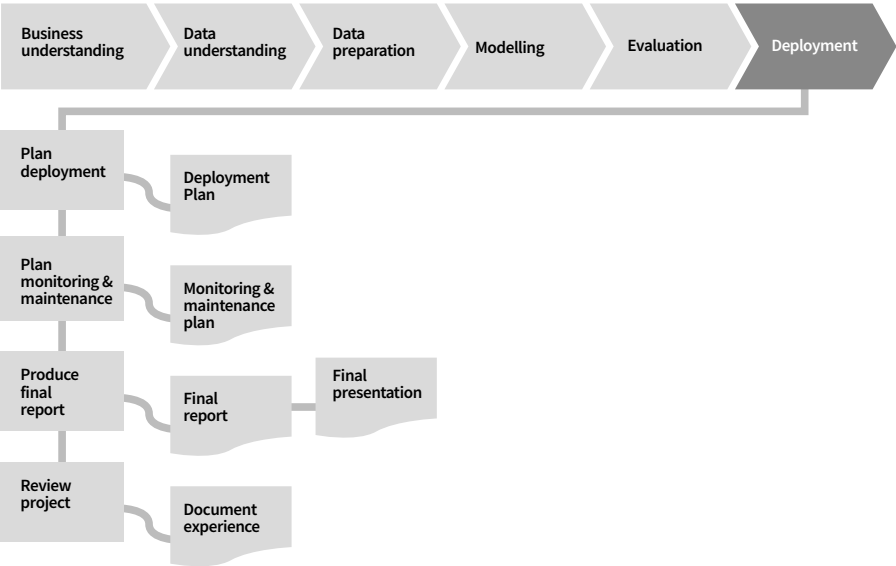 Business
understanding
Data
understanding
Data
preparation
Modelling
Evaluation
Deployment
Plan
deployment
Deployment
Plan
Plan
monitoring &
maintenance
Monitoring &
maintenance
plan
Produce
final
report
Final
report
Final
presentation
Review
project
Document
experience